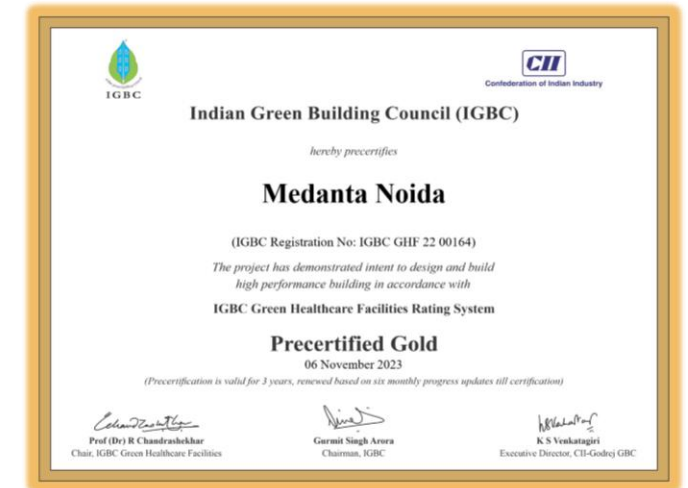 IGBC
CII
Confederation of Indian Industry
Indian Green Building Council (IGBC)
hereby precertifies
Medanta Noida
(IGBC Registration No: IGBC GHF 22 00164)
The project has demonstrated intent to design and build
high performance building in accordance with
IGBC Green Healthcare Facilities Rating System
Precertified Gold
06 November 2023
(Precertification is valid for 3 years, renewed based on six monthly progress updates till certification)
Prof (Dr) R Chandrashekhar
Chair, IGBC Green Healthcare Facilities
Gurmit Singh Arora
Chairman, IGBC
K S Venkatagiri
Executive Director, CII-Godrej GBC